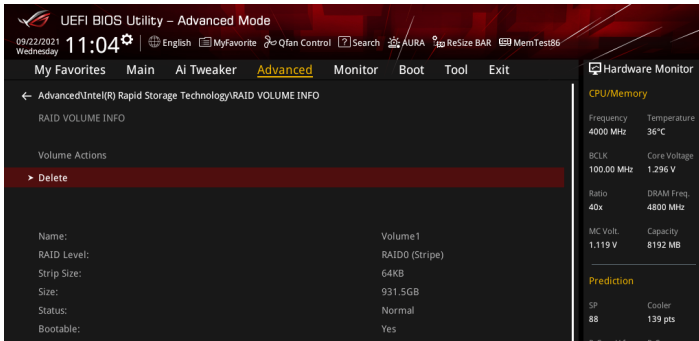 UEFI BIOS Utility – Advanced Mode
09/22/2021
Wednesday
11:04
English MyFavorite Qfan Control ? Search AURA ReSize BAR MemTest86
My Favorites Main Ai Tweaker Advanced Monitor Boot Tool Exit
Hardware Monitor
← Advanced\Intel(R) Rapid Storage Technology\RAID VOLUME INFO
RAID VOLUME INFO
Volume Actions
> Delete
Name: Volume1
RAID Level: RAID0 (Stripe)
Strip Size: 64KB
Size: 931.5GB
Status: Normal
Bootable: Yes
CPU/Memory
Frequency Temperature
4000 MHz 36°C
BCLK Core Voltage
100.00 MHz 1.296 V
Ratio DRAM Freq.
40x 4800 MHz
MC Volt. Capacity
1.119 V 8192 MB
Prediction
SP Cooler
88 139 pts